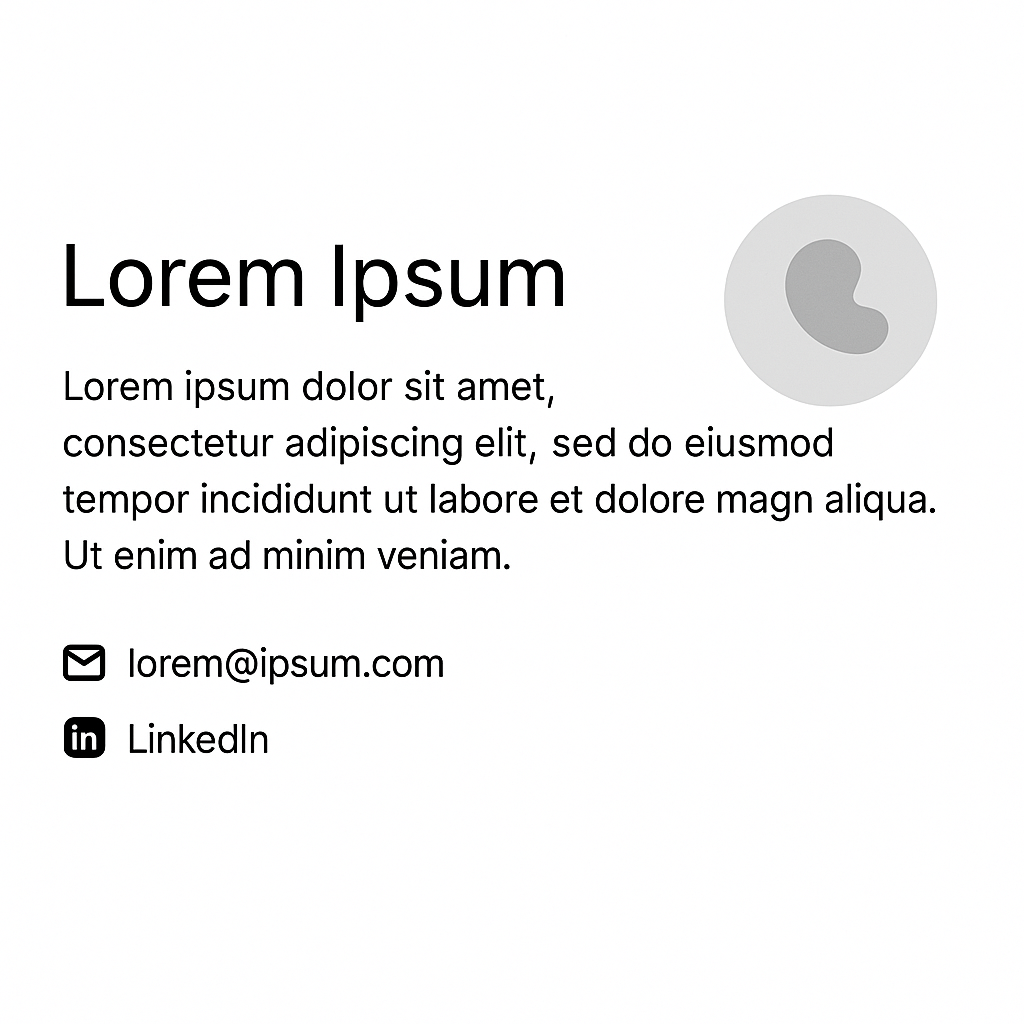 Lorem Ipsum
Lorem ipsum dolor sit amet,
consectetur adipiscing elit, sed do eiusmod
tempor incididunt ut labore et dolore magn aliqua.
Ut enim ad minim veniam.
lorem@ipsum.com
in LinkedIn